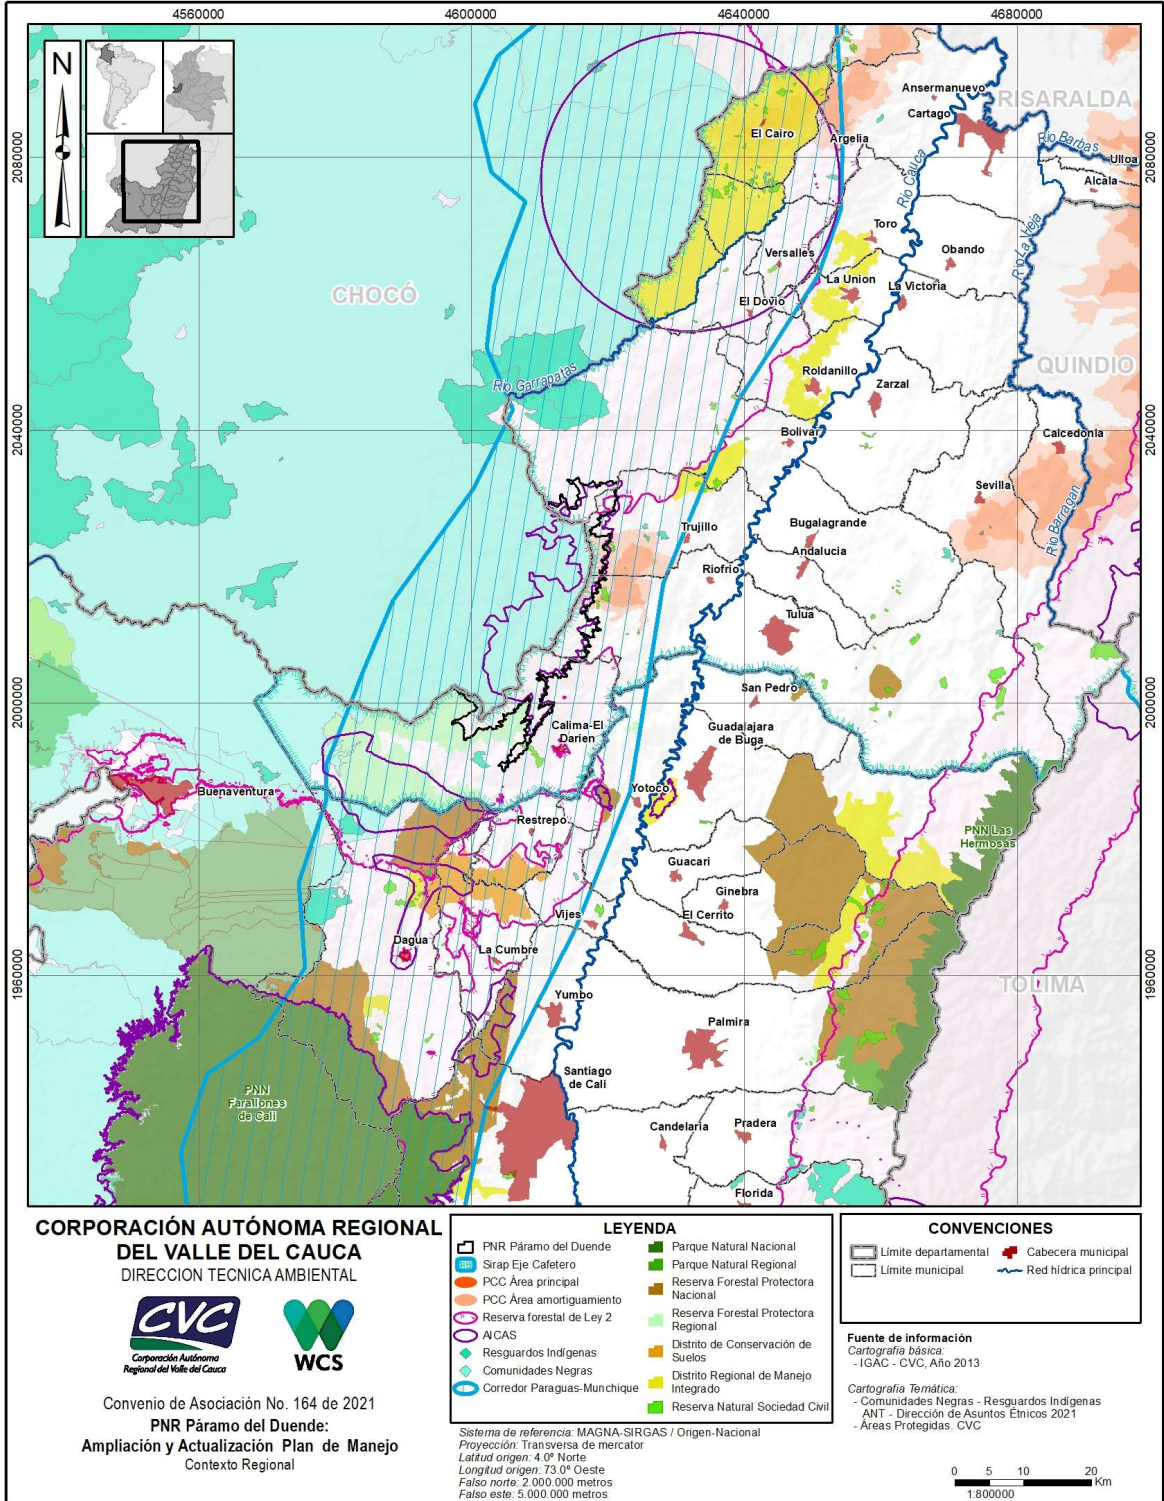 4560000
4600000
4640000
4680000
N
RISARALDA
Ansermanuevo
Cartago
El Cairo
Argelia
Río Barbas
Ulloa
Alcala
2080000
2080000
Río Cauca
Río La Vieja
Toro
Versalles
Obando
La Union
La Victoria
CHOCÓ
El Dovio
QUINDIO
Río Garrapatas
Roldanillo
Zarzal
2040000
2040000
Bolivar
Caicedonia
Sevilla
Río Barragan
Trujillo
Bugalagrande
Andalucia
Riofrio
Tulua
San Pedro
2000000
2000000
Calima-El
Darien
Guadalajara
de Buga
Buenaventura
Yotoco
Restrepo
PNN Las
Hermosas
Guacari
Ginebra
Vijes
El Cerrito
Dagua
La Cumbre
1960000
1960000
TOLIMA
Yumbo
Palmira
Santiago
de Cali
PNN
Farallones
de Cali
Candelaria
Pradera
Florida
CORPORACIÓN AUTÓNOMA REGIONAL
DEL VALLE DEL CAUCA
DIRECCION TECNICA AMBIENTAL
CVC
Corporación Autónoma
Regional del Valle del Cauca
WCS
Convenio de Asociación No. 164 de 2021
PNR Páramo del Duende:
Ampliación y Actualización Plan de Manejo
Contexto Regional
LEYENDA
PNR Páramo del Duende
Sirap Eje Cafetero
PCC Área principal
PCC Área amortiguamiento
Reserva forestal de Ley 2
AICAS
Resguardos Indígenas
Comunidades Negras
Corredor Paraguas-Munchique
Parque Natural Nacional
Parque Natural Regional
Reserva Forestal Protectora
Nacional
Reserva Forestal Protectora
Regional
Distrito de Conservación de
Suelos
Distrito Regional de Manejo
Integrado
Reserva Natural Sociedad Civil
Sistema de referencia: MAGNA-SIRGAS / Origen-Nacional
Proyección: Transversa de mercator
Latitud origen: 4.0º Norte
Longitud origen: 73.0º Oeste
Falso norte: 2.000.000 metros
Falso este: 5.000.000 metros
CONVENCIONES
Límite departamental
Cabecera municipal
Límite municipal
Red hídrica principal
Fuente de información
Cartografía básica:
- IGAC - CVC, Año 2013
Cartografía Temática:
- Comunidades Negras - Resguardos Indígenas
ANT - Dirección de Asuntos Étnicos 2021
- Áreas Protegidas. CVC
0 5 10 20
Km
1:800000